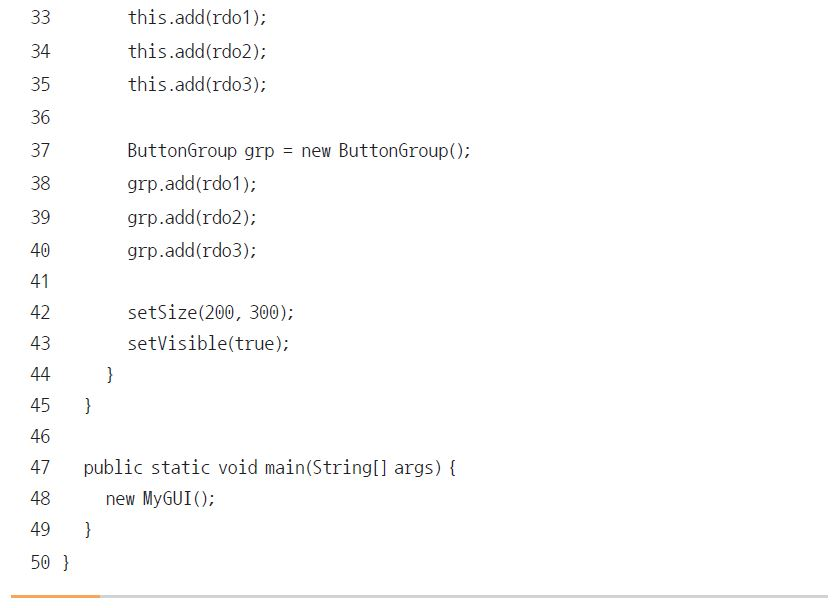 33 this.add(rdo1);
34 this.add(rdo2);
35 this.add(rdo3);
36
37 ButtonGroup grp = new ButtonGroup();
38 grp.add(rdo1);
39 grp.add(rdo2);
40 grp.add(rdo3);
41
42 setSize(200, 300);
43 setVisible(true);
44 }
45 }
46
47 public static void main(String[] args) {
48 new MyGUI();
49 }
50 }